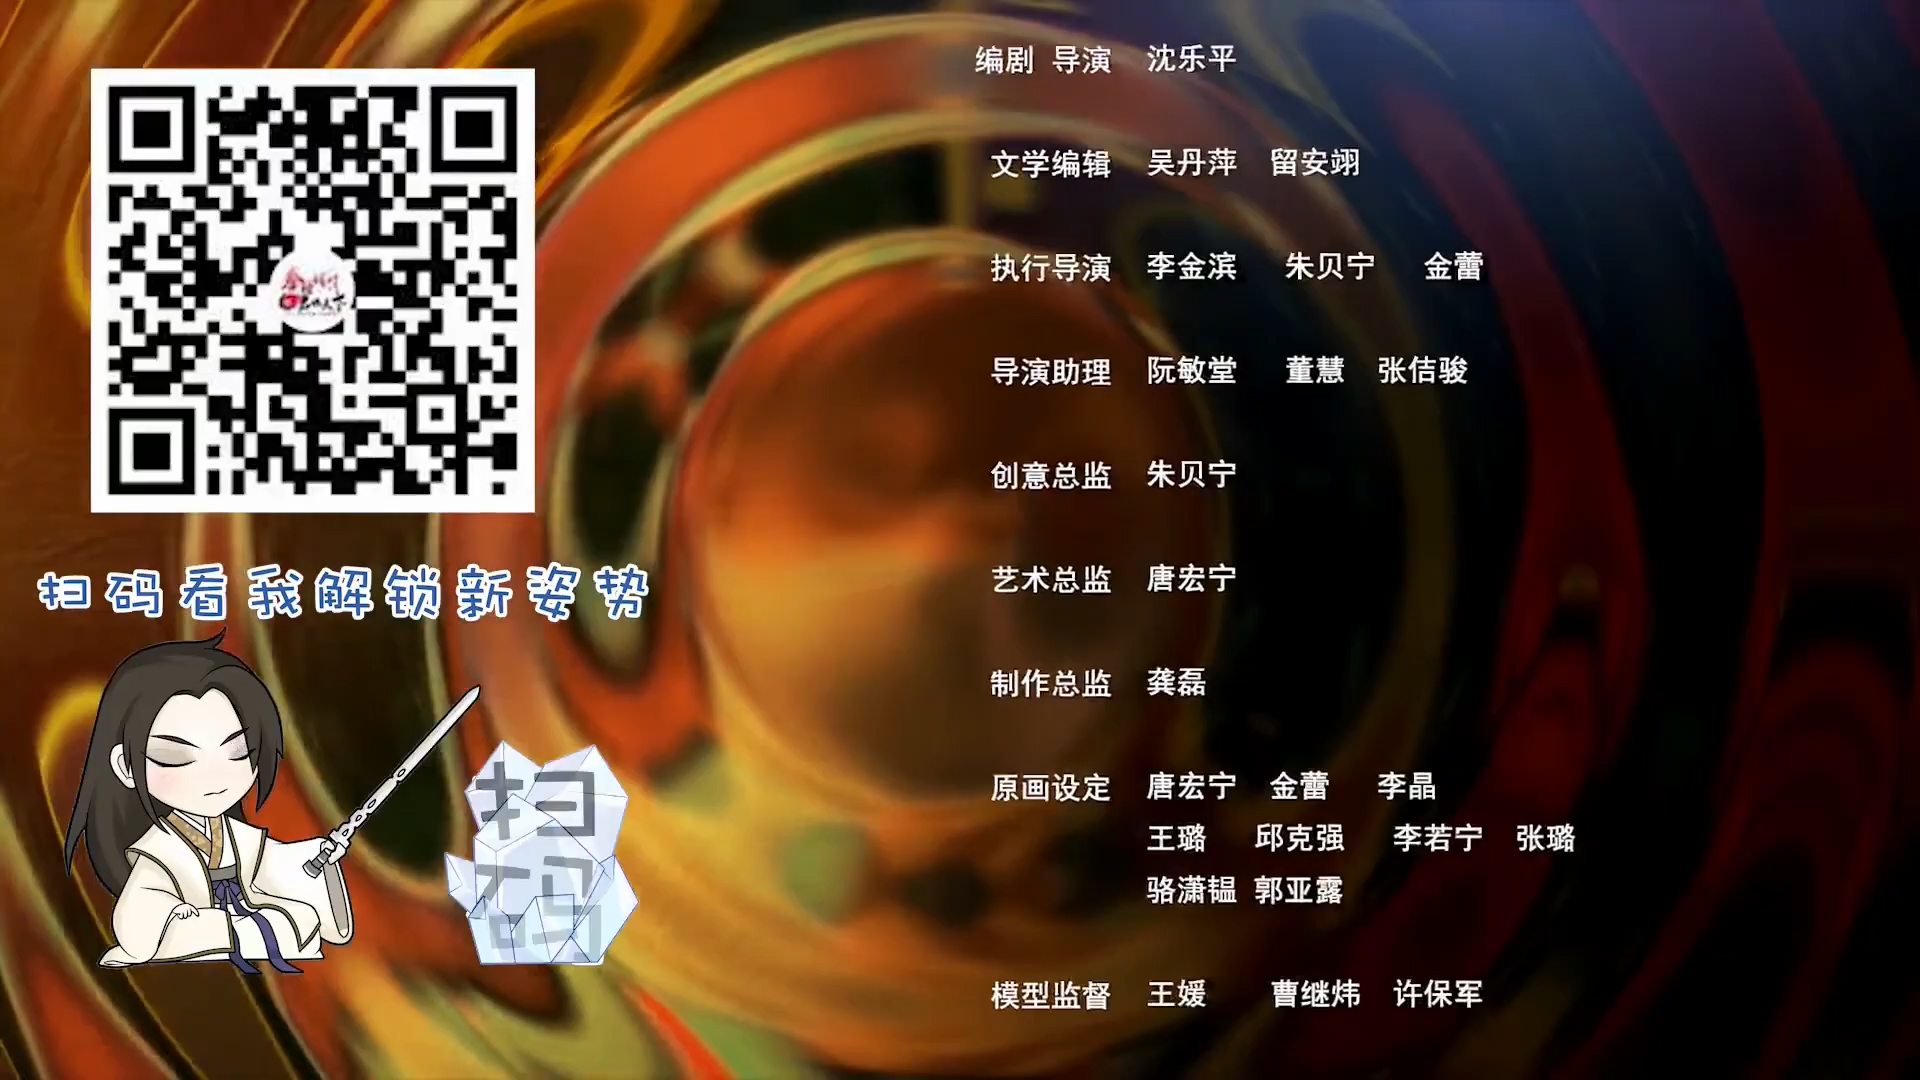 扫码看我解锁新姿势
扫码
编剧 导演 沈乐平
文学编辑 吴丹萍 留安翊
执行导演 李金滨 朱贝宁 金蕾
导演助理 阮敏堂 董慧 张佶骏
创意总监 朱贝宁
艺术总监 唐宏宁
制作总监 龚磊
原画设定 唐宏宁 金蕾 李晶
王璐 邱克强 李若宁 张璐
骆潇韫 郭亚露
模型监督 王媛 曹继炜 许保军